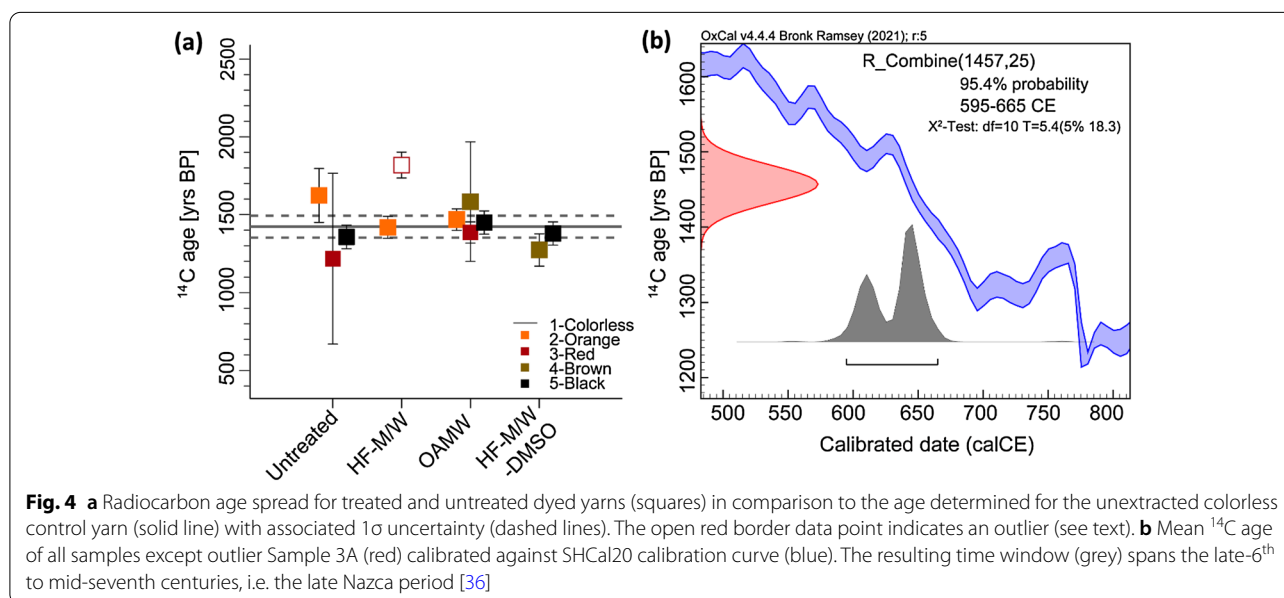 (a)
¹⁴C age [yrs BP]
2500
2000
1500
1000
500
1-Colorless
2-Orange
3-Red
4-Brown
5-Black
Untreated
HF-M/W
OAMW
HF-M/W
-DMSO
(b)
OxCal v4.4.4 Bronk Ramsey (2021); r:5
R_Combine(1457,25)
95.4% probability
595-665 CE
X²-Test: df=10 T=5.4(5% 18.3)
¹⁴C age [yrs BP]
1600
1500
1400
1300
1200
500 550 600 650 700 750 800
Calibrated date (calCE)
Fig. 4 a Radiocarbon age spread for treated and untreated dyed yarns (squares) in comparison to the age determined for the unextracted colorless
control yarn (solid line) with associated 1σ uncertainty (dashed lines). The open red border data point indicates an outlier (see text). b Mean ¹⁴C age
of all samples except outlier Sample 3A (red) calibrated against SHCal20 calibration curve (blue). The resulting time window (grey) spans the late-6ᵗʰ
to mid-seventh centuries, i.e. the late Nazca period [36]